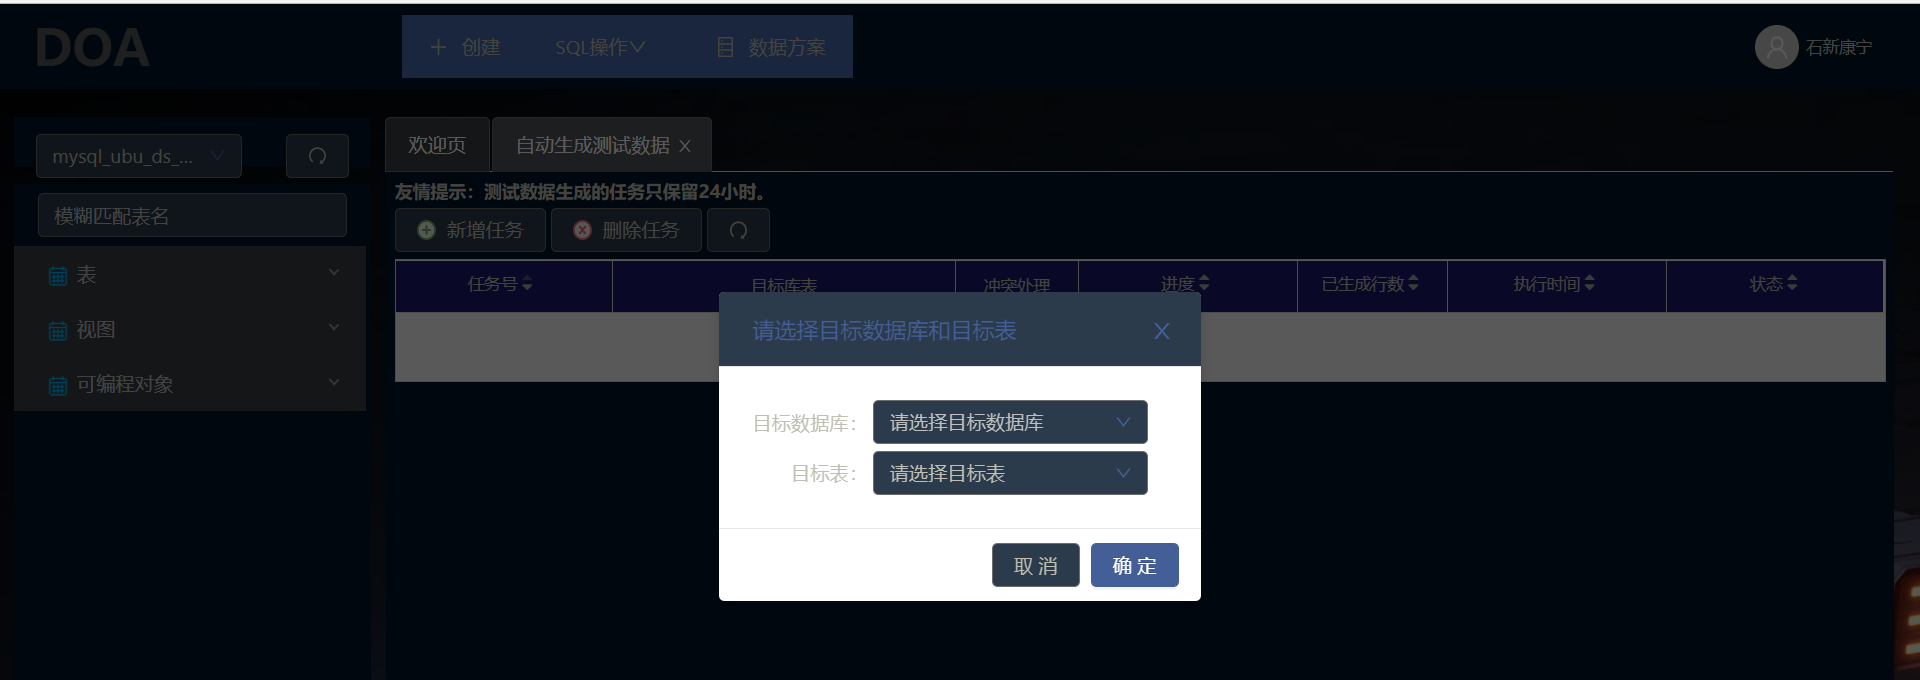 DOA
创建 SQL操作 数据方案
石新康宁
mysql_ubu_ds_...
模糊匹配表名
表
视图
可编程对象
欢迎页 自动生成测试数据
友情提示：测试数据生成的任务只保留24小时。
新增任务 删除任务
任务号 目标库表 冲突处理 进度 已生成行数 执行时间 状态
请选择目标数据库和目标表
目标数据库： 请选择目标数据库
目标表： 请选择目标表
取 消 确 定